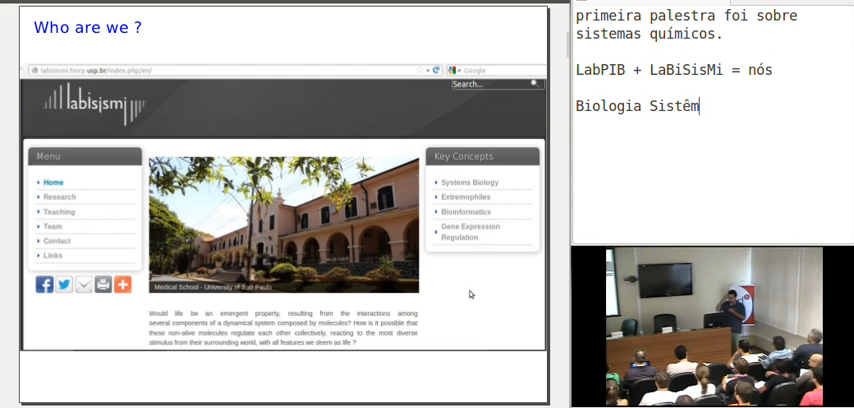 Who are we ?
labisismi.fmrp.usp.br/index.php/en/
Google
labisismi
Search...
Menu
Home
Research
Teaching
Team
Contact
Links
Medical School - University of Sao Paulo
Key Concepts
Systems Biology
Extremophiles
Bioinformatics
Gene Expression
Regulation
Would life be an emergent property, resulting from the interactions among
several components of a dynamical system composed by molecules? How is it possible that
these non-alive molecules regulate each other collectively, reacting to the most diverse
stimulus from their surrounding world, with all features we deem as life ?
primeira palestra foi sobre
sistemas químicos.
LabPIB + LaBiSisMi = nós
Biologia Sistêm